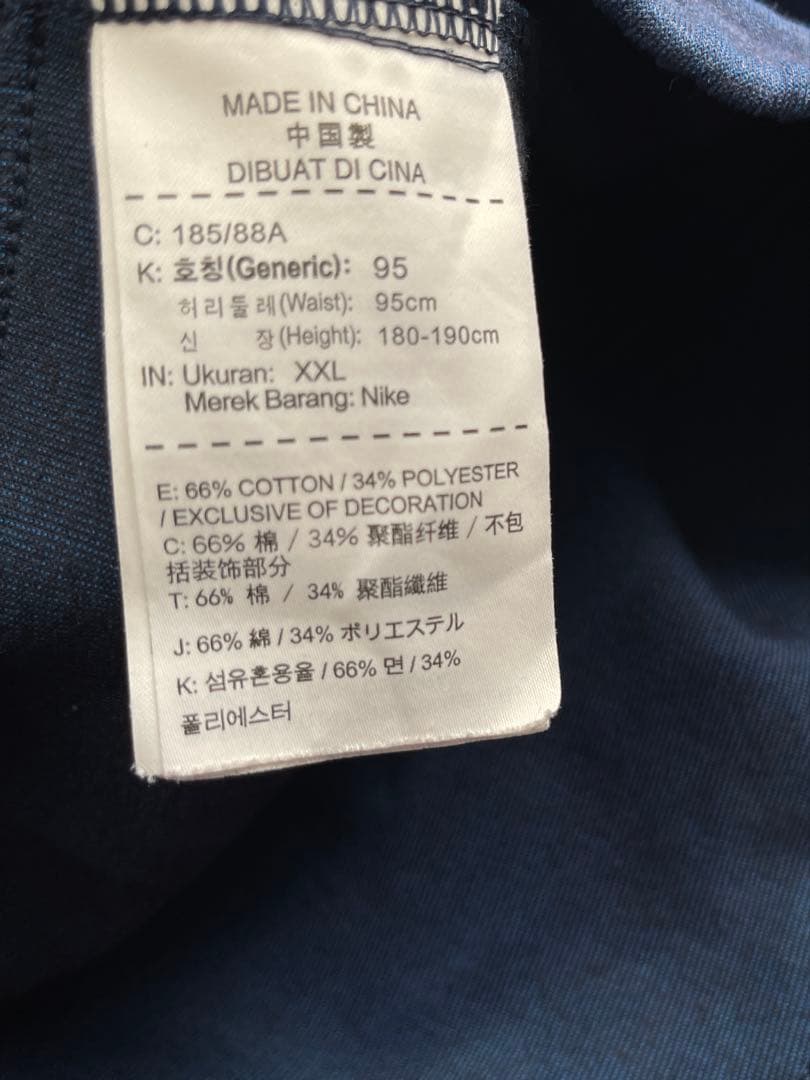 MADE IN CHINA
中国製
DIBUAT DI CINA
C: 185/88A
K: 호칭(Generic): 95
허리둘레(Waist): 95cm
신 장(Height): 180-190cm
IN: Ukuran: XXL
Merek Barang: Nike
E: 66% COTTON / 34% POLYESTER
/ EXCLUSIVE OF DECORATION
C: 66% 棉 / 34% 聚酯纤维 / 不包
括装饰部分
T: 66% 棉 / 34% 聚酯纖維
J: 66% 綿 / 34% ポリエステル
K: 섬유혼용율 / 66% 면 / 34%
폴리에스터